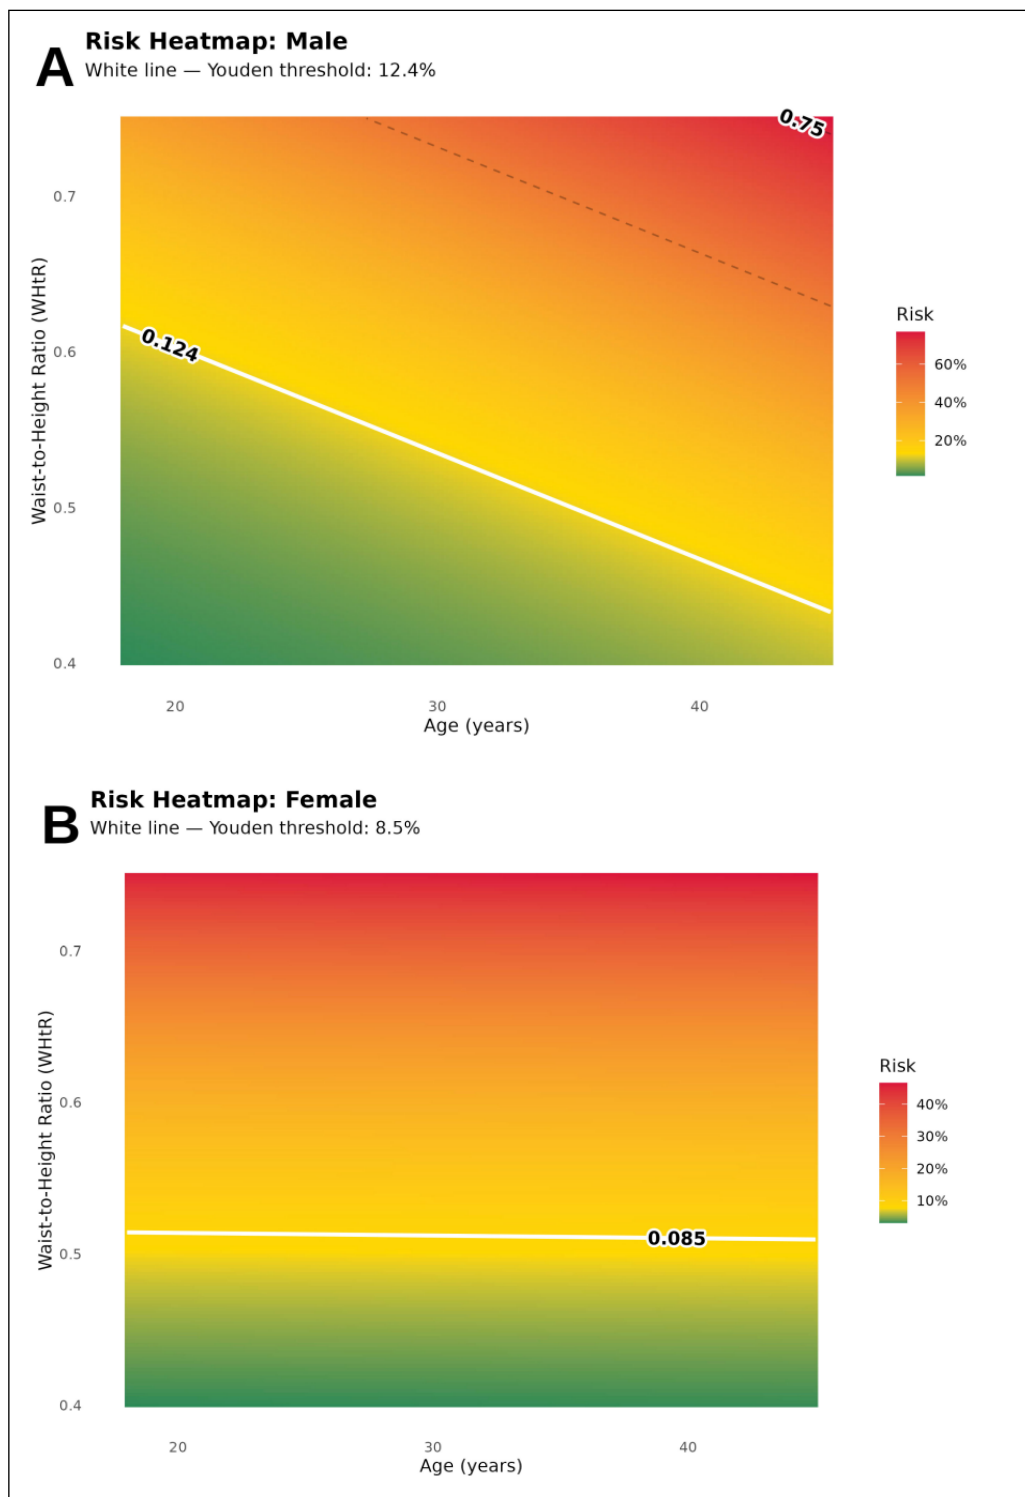 A
Risk Heatmap: Male
White line — Youden threshold: 12.4%
0.75
0.7
0.6
0.5
0.4
0.124
Waist-to-Height Ratio (WHtR)
20
30
40
Age (years)
Risk
60%
40%
20%
B
Risk Heatmap: Female
White line — Youden threshold: 8.5%
0.7
0.6
0.5
0.4
0.085
Waist-to-Height Ratio (WHtR)
20
30
40
Age (years)
Risk
40%
30%
20%
10%